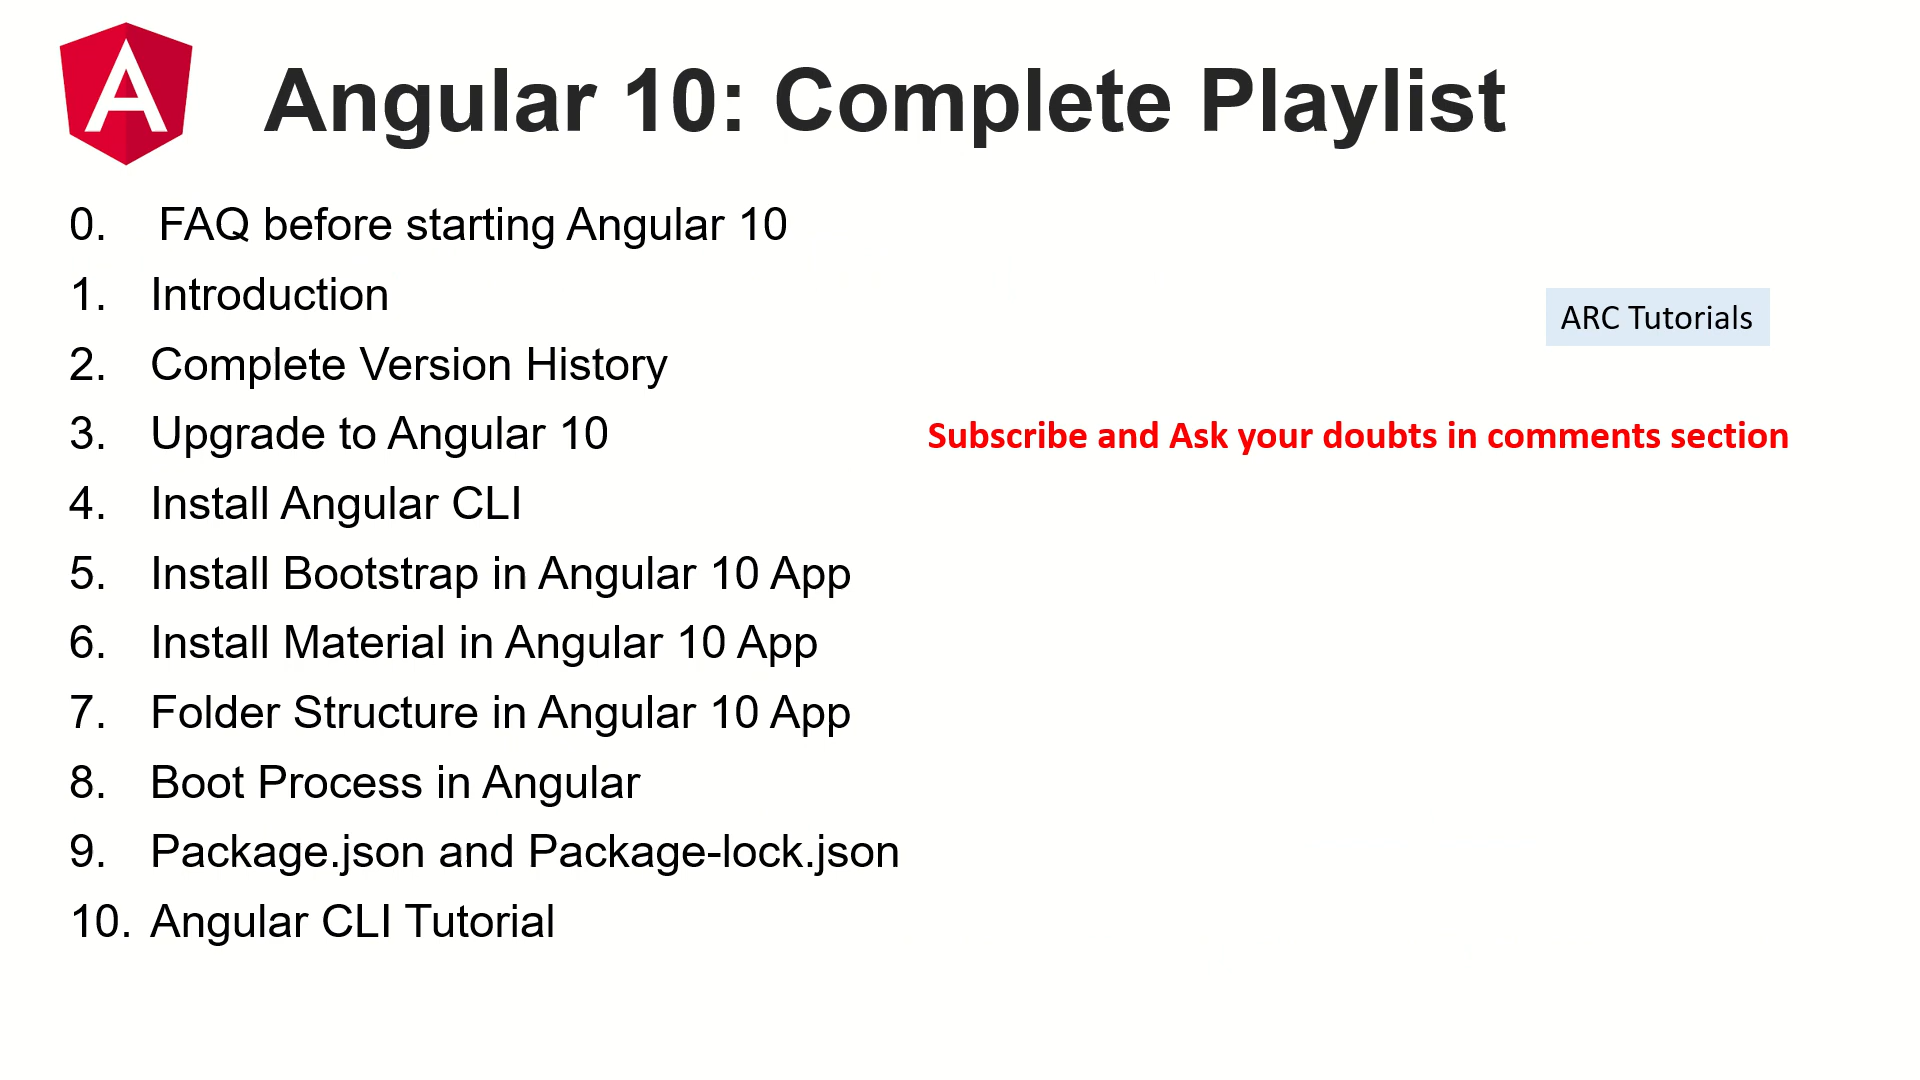 Angular 10: Complete Playlist
0. FAQ before starting Angular 10
1. Introduction
2. Complete Version History
3. Upgrade to Angular 10
4. Install Angular CLI
5. Install Bootstrap in Angular 10 App
6. Install Material in Angular 10 App
7. Folder Structure in Angular 10 App
8. Boot Process in Angular
9. Package.json and Package-lock.json
10. Angular CLI Tutorial
ARC Tutorials
Subscribe and Ask your doubts in comments section